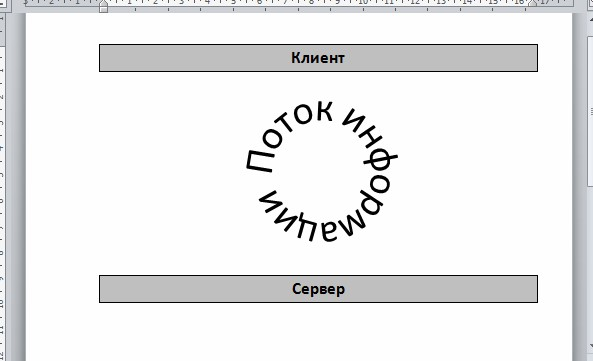 Клиент
Поток информации
Сервер